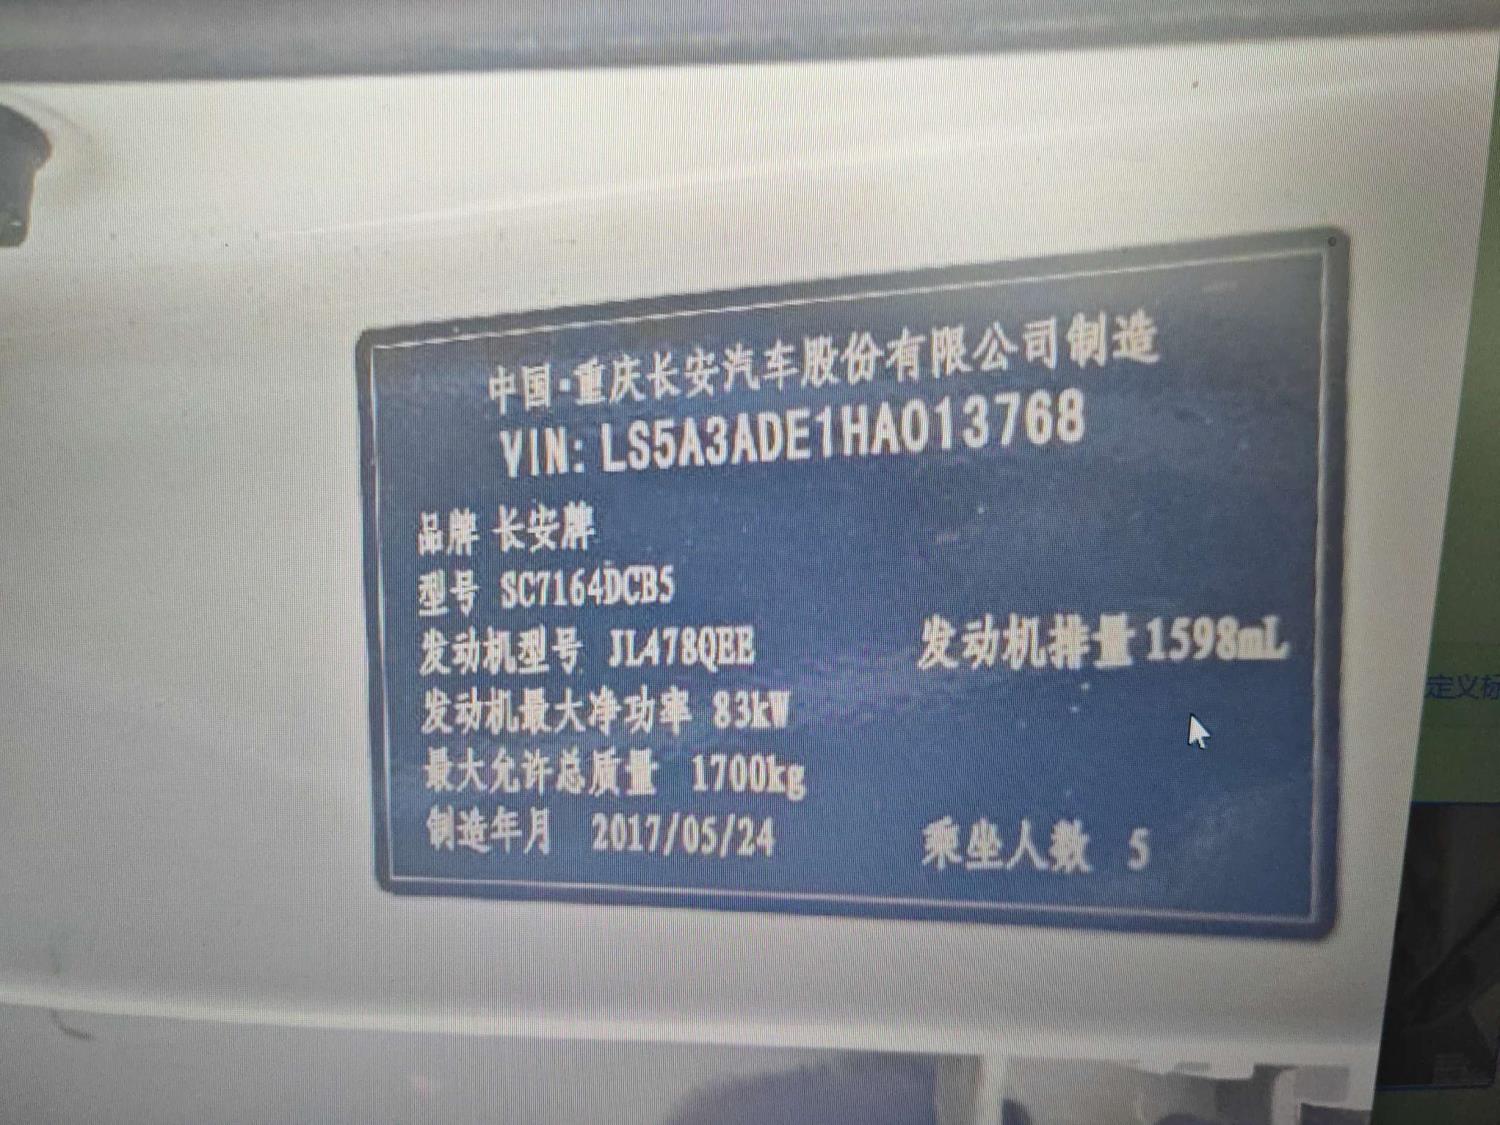 中国·重庆长安汽车股份有限公司制造
VIN: LS5A3ADE1HA013768
品牌 长安牌
型号 SC7164DCB5
发动机型号 JL478QEE 发动机排量 1598mL
发动机最大净功率 83kW
最大允许总质量 1700kg
制造年月 2017/05/24 乘坐人数 5
定义标